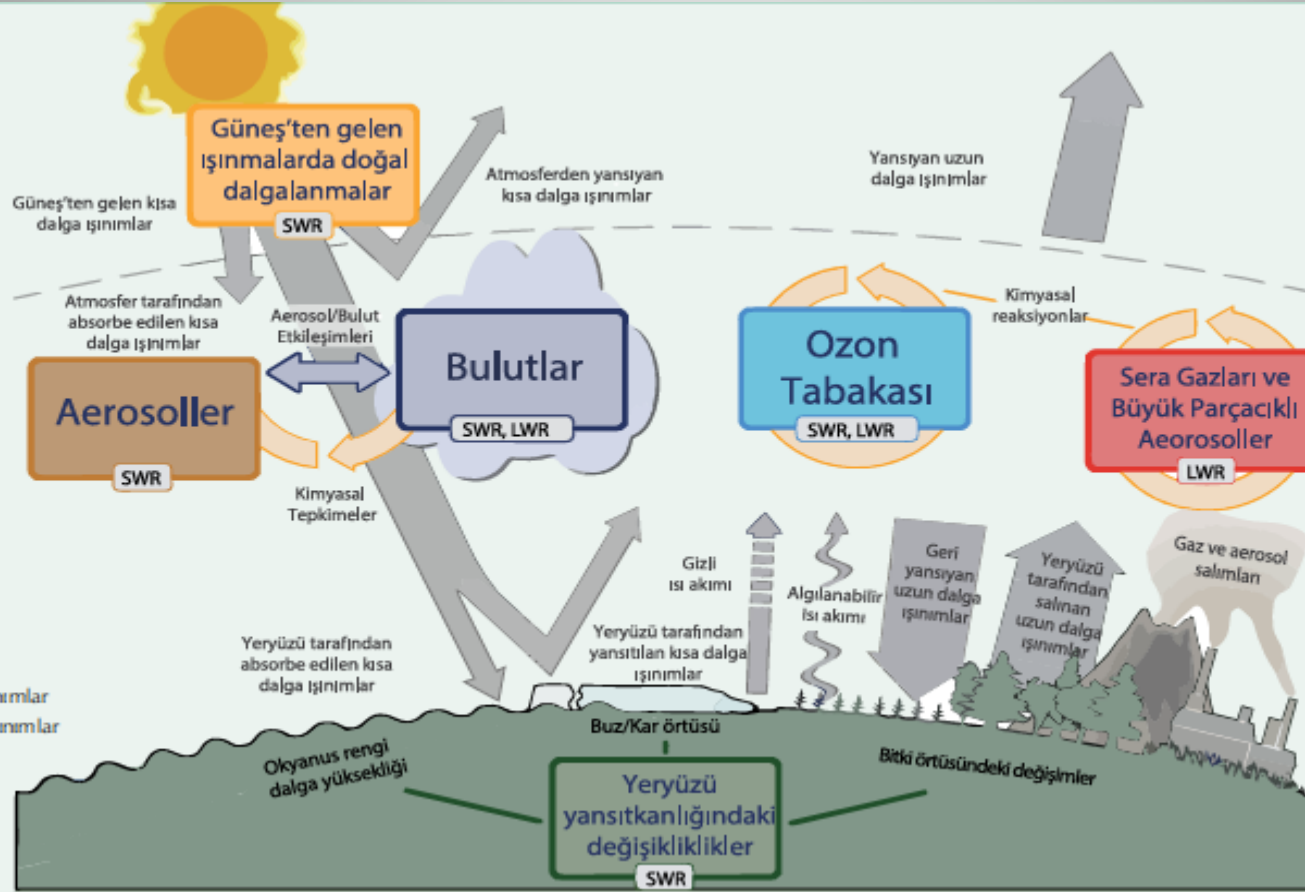 Güneş'ten gelen
ışınmalarda doğal
dalgalanmalar
SWR
Güneş'ten gelen kısa
dalga ışınımlar
Atmosferden yansıyan
kısa dalga ışınımlar
Yansıyan uzun
dalga ışınımlar
Atmosfer tarafından
absorbe edilen kısa
dalga ışınımlar
Aerosol/Bulut
Etkileşimleri
Kimyasal
reaksiyonlar
Aerosoller
SWR
Bulutlar
SWR, LWR
Ozon
Tabakası
SWR, LWR
Sera Gazları ve
Büyük Parçacıklı
Aeorosoller
LWR
Kimyasal
Tepkimeler
Gizli
ısı akımı
Algılanabilir
ısı akımı
Geri
yansıyan
uzun dalga
ışınımlar
Yeryüzü
tarafından
salınan
uzun dalga
ışınımlar
Gaz ve aerosol
salımları
Yeryüzü tarafından
absorbe edilen kısa
dalga ışınımlar
Yeryüzü tarafından
yansıtılan kısa dalga
ışınımlar
Buz/Kar örtüsü
Okyanus rengi
dalga yüksekliği
Bitki örtüsündeki değişimler
Yeryüzü
yansıtkanlığındaki
değişikliklikler
SWR